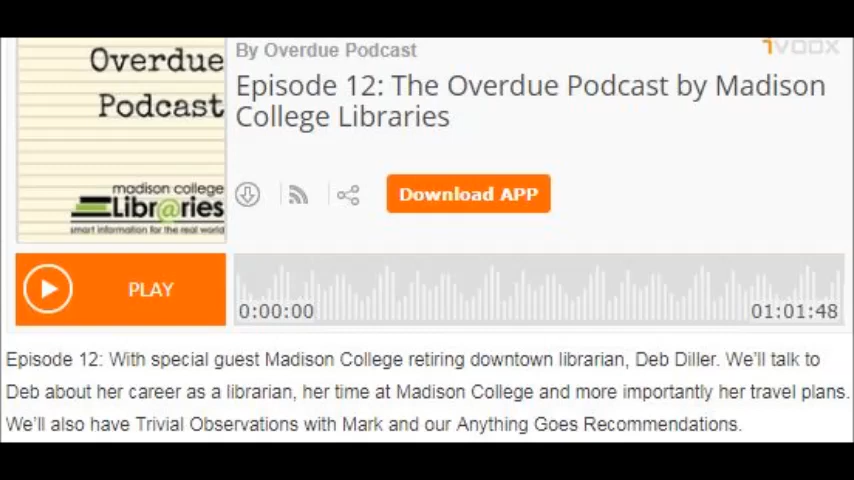 Overdue
Podcast
madison college
Libr@ries
smart information for the real world
By Overdue Podcast
ivoox
Episode 12: The Overdue Podcast by Madison
College Libraries
Download APP
PLAY
0:00:00
01:01:48
Episode 12: With special guest Madison College retiring downtown librarian, Deb Diller. We'll talk to
Deb about her career as a librarian, her time at Madison College and more importantly her travel plans.
We'll also have Trivial Observations with Mark and our Anything Goes Recommendations.